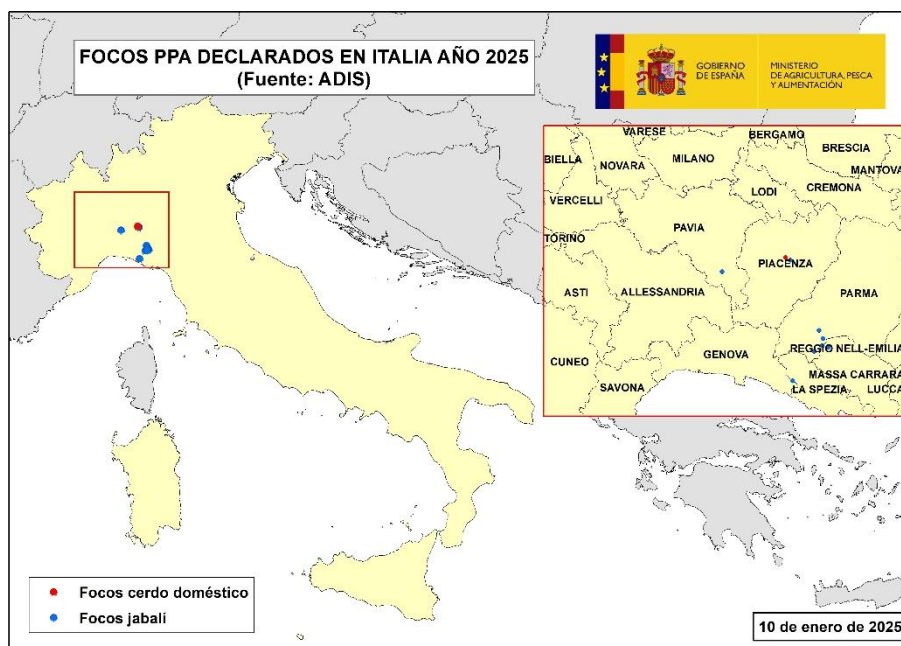 FOCOS PPA DECLARADOS EN ITALIA AÑO 2025
(Fuente: ADIS)
GOBIERNO
DE ESPAÑA
MINISTERIO
DE AGRICULTURA, PESCA
Y ALIMENTACIÓN
VARESE
BERGAMO
BRESCIA
BIELLA
NOVARA
MILANO
MANTOVA
LODI
CREMONA
VERCELLI
PAVIA
TORINO
PIACENZA
ASTI
ALLESSANDRIA
PARMA
REGGIO NELL-EMILIA
GENOVA
CUNEO
MASSA CARRARA
SAVONA
LA SPEZIA
LUCCA
Focos cerdo doméstico
Focos jabalí
10 de enero de 2025